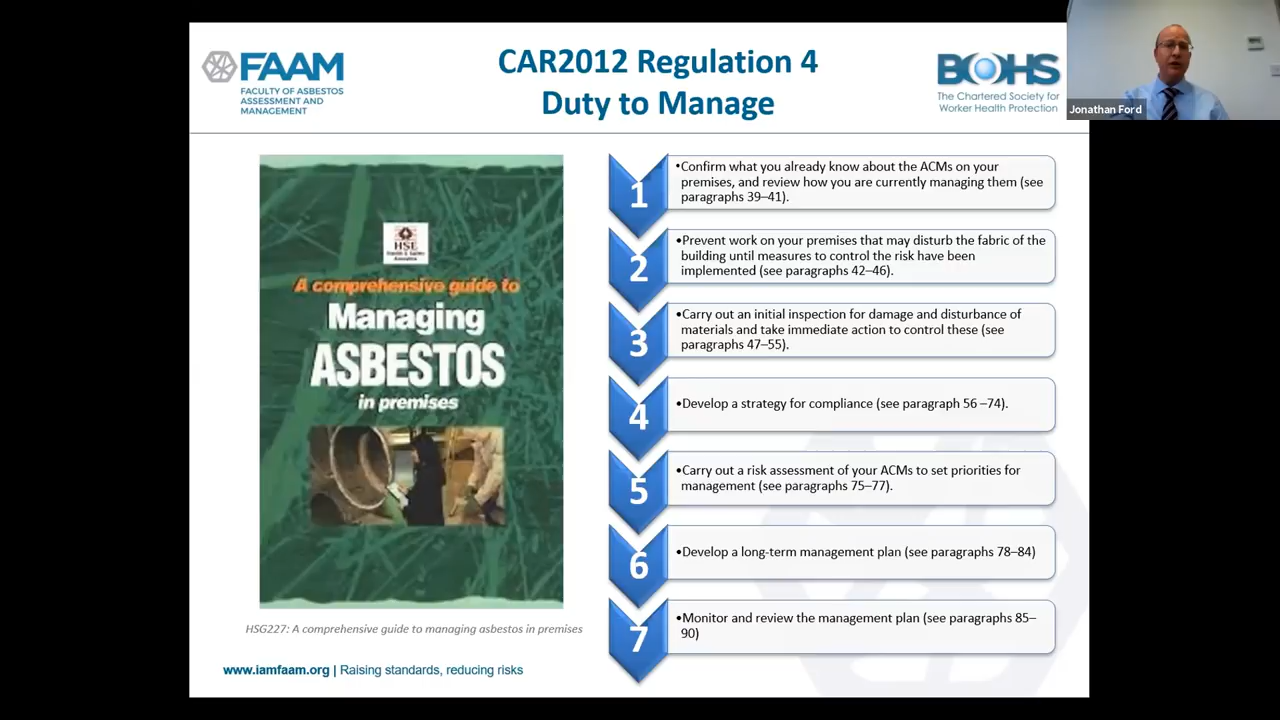 FAAM
FACULTY OF ASBESTOS
ASSESSMENT AND
MANAGEMENT
CAR2012 Regulation 4
Duty to Manage
BOHS
The Chartered Society for
Worker Health Protection
Jonathan Ford
HSE
A comprehensive guide to
Managing
ASBESTOS
in premises
HSG227: A comprehensive guide to managing asbestos in premises
1
•Confirm what you already know about the ACMs on your
premises, and review how you are currently managing them (see
paragraphs 39–41).
2
•Prevent work on your premises that may disturb the fabric of the
building until measures to control the risk have been
implemented (see paragraphs 42–46).
3
•Carry out an initial inspection for damage and disturbance of
materials and take immediate action to control these (see
paragraphs 47–55).
4
•Develop a strategy for compliance (see paragraph 56 –74).
5
•Carry out a risk assessment of your ACMs to set priorities for
management (see paragraphs 75–77).
6
•Develop a long-term management plan (see paragraphs 78–84)
7
•Monitor and review the management plan (see paragraphs 85–
90)
www.iamfaam.org | Raising standards, reducing risks